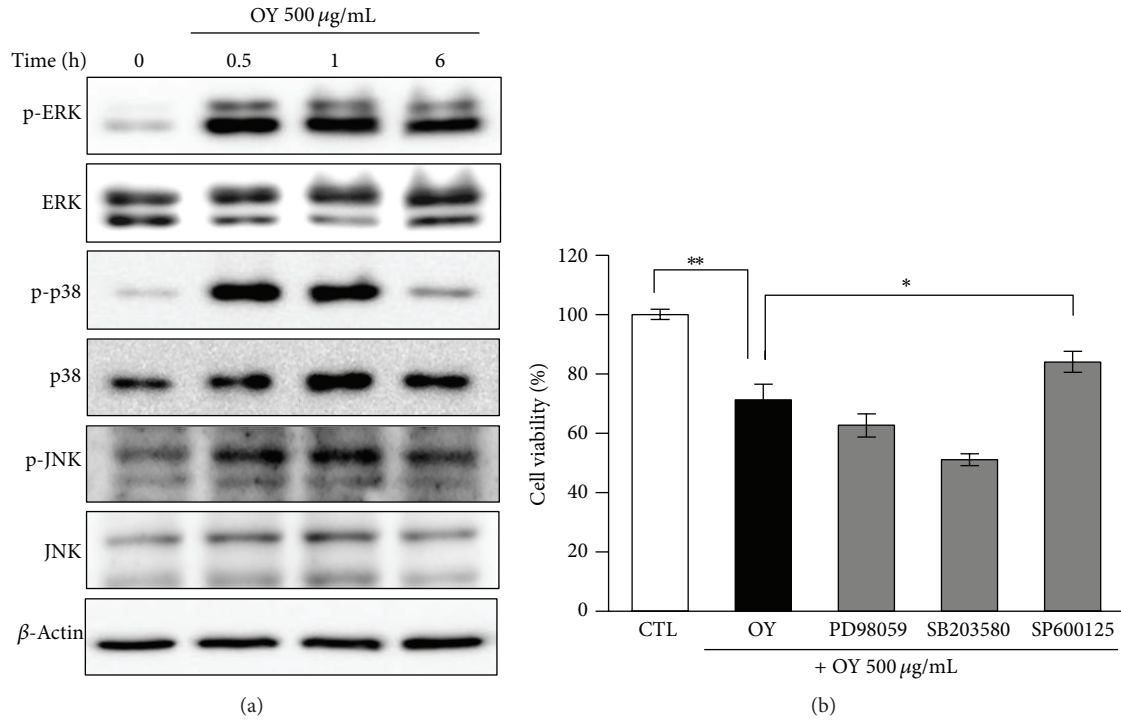 OY 500 μg/mL
Time (h) 0 0.5 1 6
p-ERK
ERK
p-p38
p38
p-JNK
JNK
β-Actin
(a)
120
100
80
60
40
20
0
Cell viability (%)
**
*
CTL OY PD98059 SB203580 SP600125
+ OY 500 μg/mL
(b)